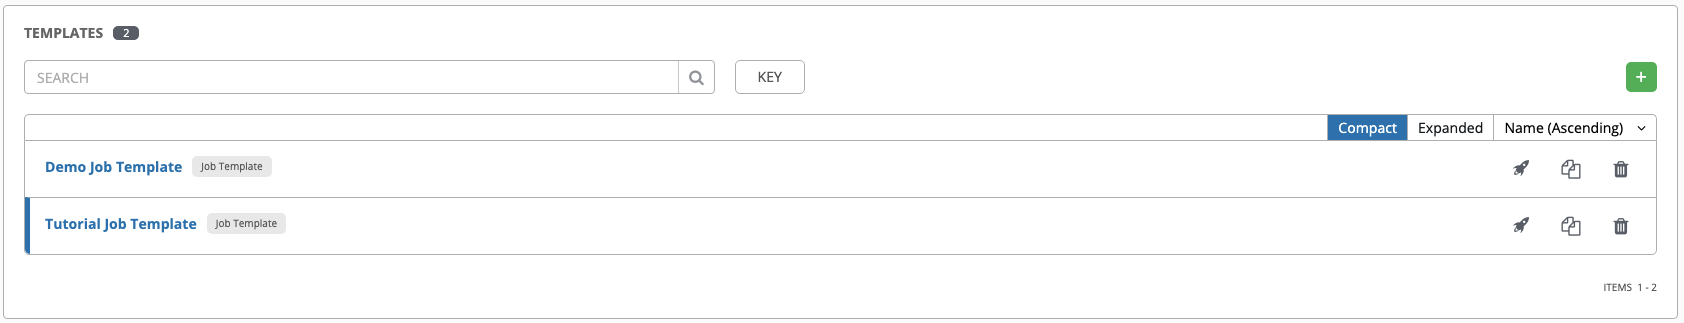 TEMPLATES 2
SEARCH KEY +
Compact Expanded Name (Ascending)
Demo Job Template Job Template
Tutorial Job Template Job Template
ITEMS 1 - 2